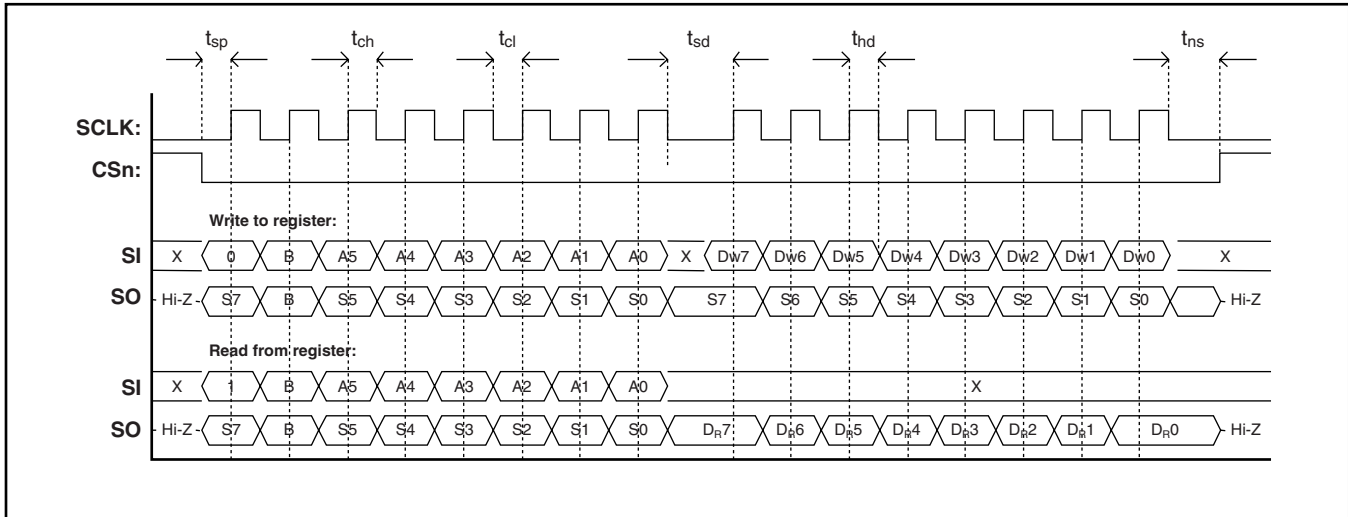 tsp tch tcl tsd thd tns
SCLK:
CSn:
Write to register:
SI X 0 B A5 A4 A3 A2 A1 A0 X Dw7 Dw6 Dw5 Dw4 Dw3 Dw2 Dw1 Dw0 X
SO Hi-Z S7 B S5 S4 S3 S2 S1 S0 S7 S6 S5 S4 S3 S2 S1 S0 Hi-Z
Read from register:
SI X 1 B A5 A4 A3 A2 A1 A0 X
SO Hi-Z S7 B S5 S4 S3 S2 S1 S0 DR7 DR6 DR5 DR4 DR3 DR2 DR1 DR0 Hi-Z